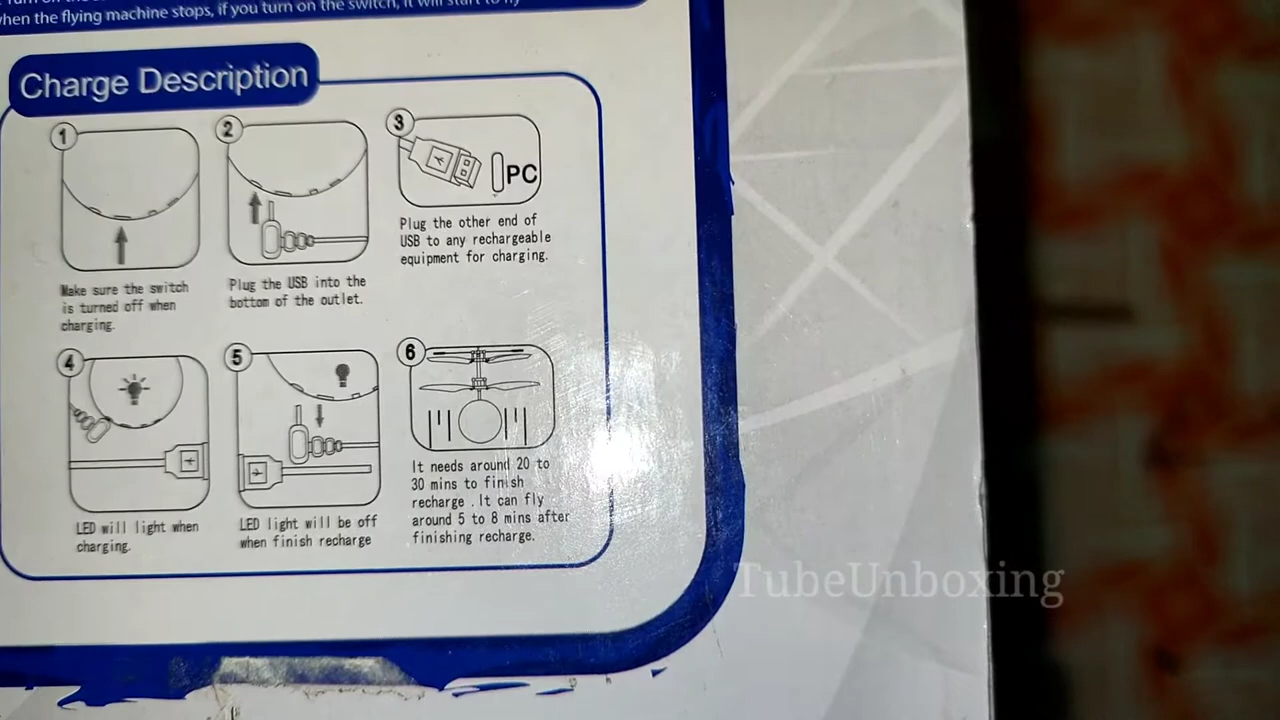 when the flying machine stops, if you turn on the switch, it will start to fly
Charge Description
1
2
3
PC
Make sure the switch
is turned off when
charging.
Plug the USB into the
bottom of the outlet.
Plug the other end of
USB to any rechargeable
equipment for charging.
4
5
6
LED will light when
charging.
LED light will be off
when finish recharge
It needs around 20 to
30 mins to finish
recharge . It can fly
around 5 to 8 mins after
finishing recharge.
TubeUnboxing